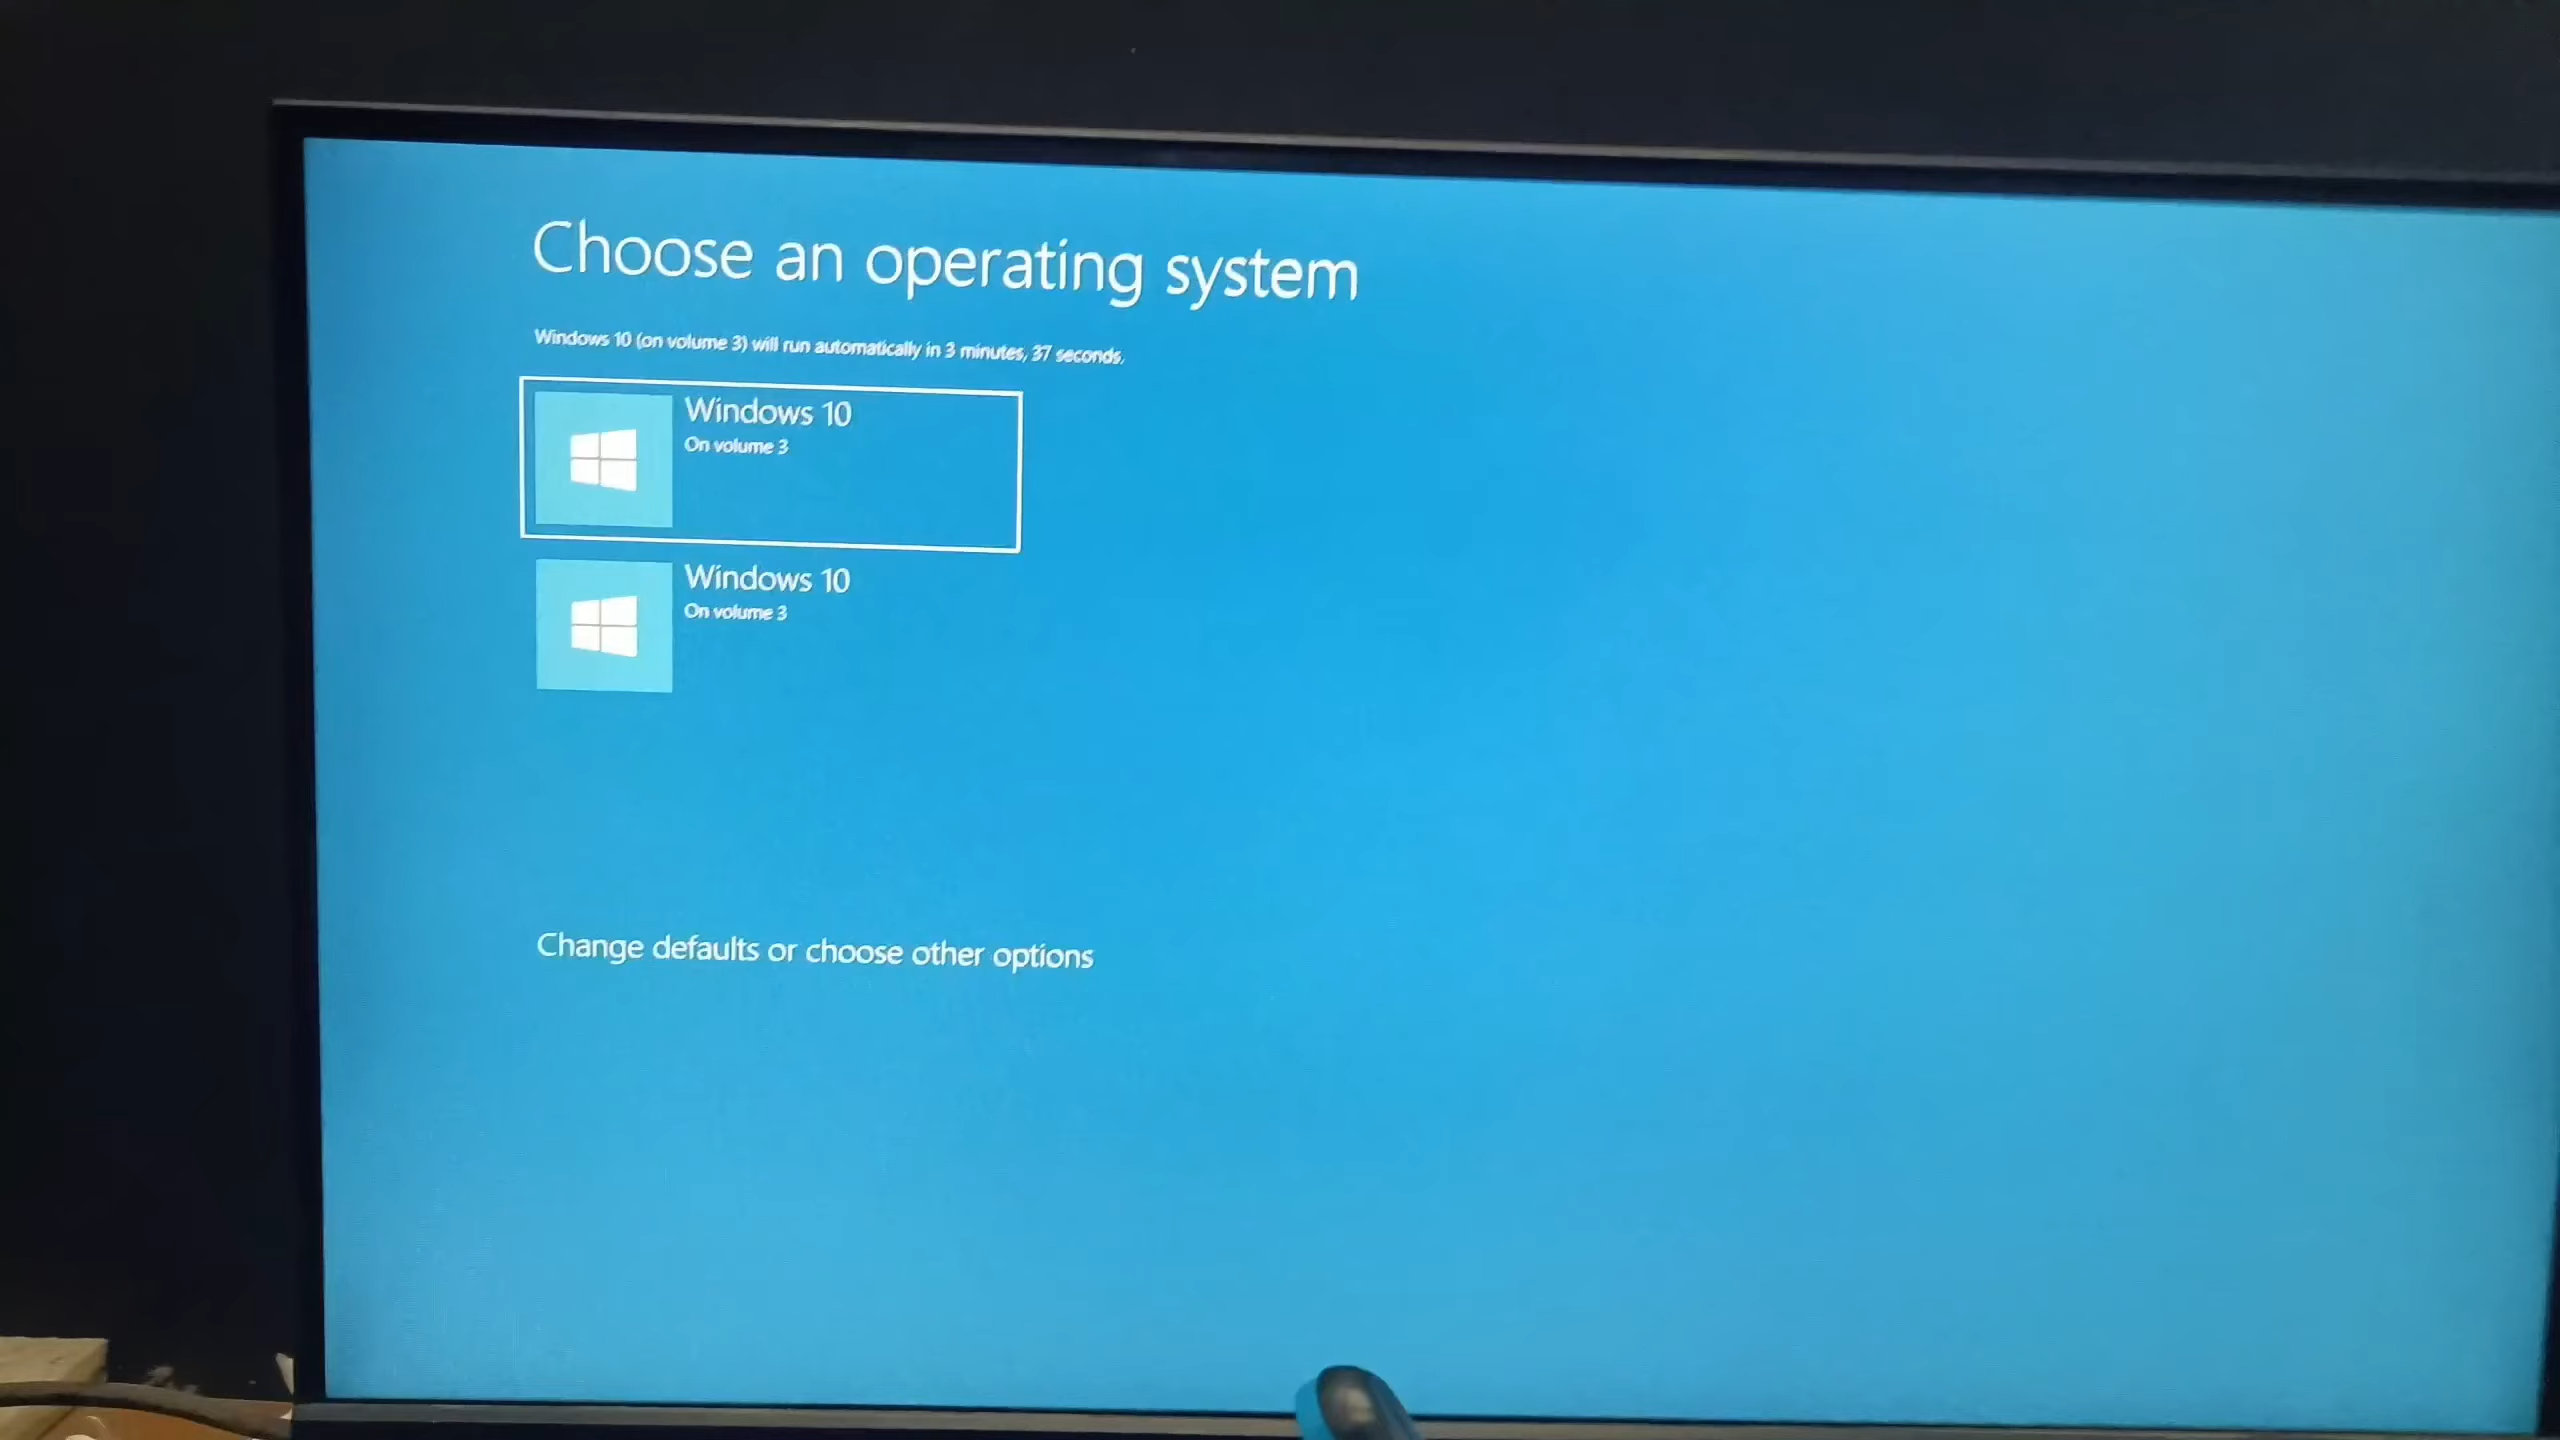 Choose an operating system
Windows 10 (on volume 3) will run automatically in 3 minutes, 37 seconds.
Windows 10
On volume 3
Windows 10
On volume 3
Change defaults or choose other options